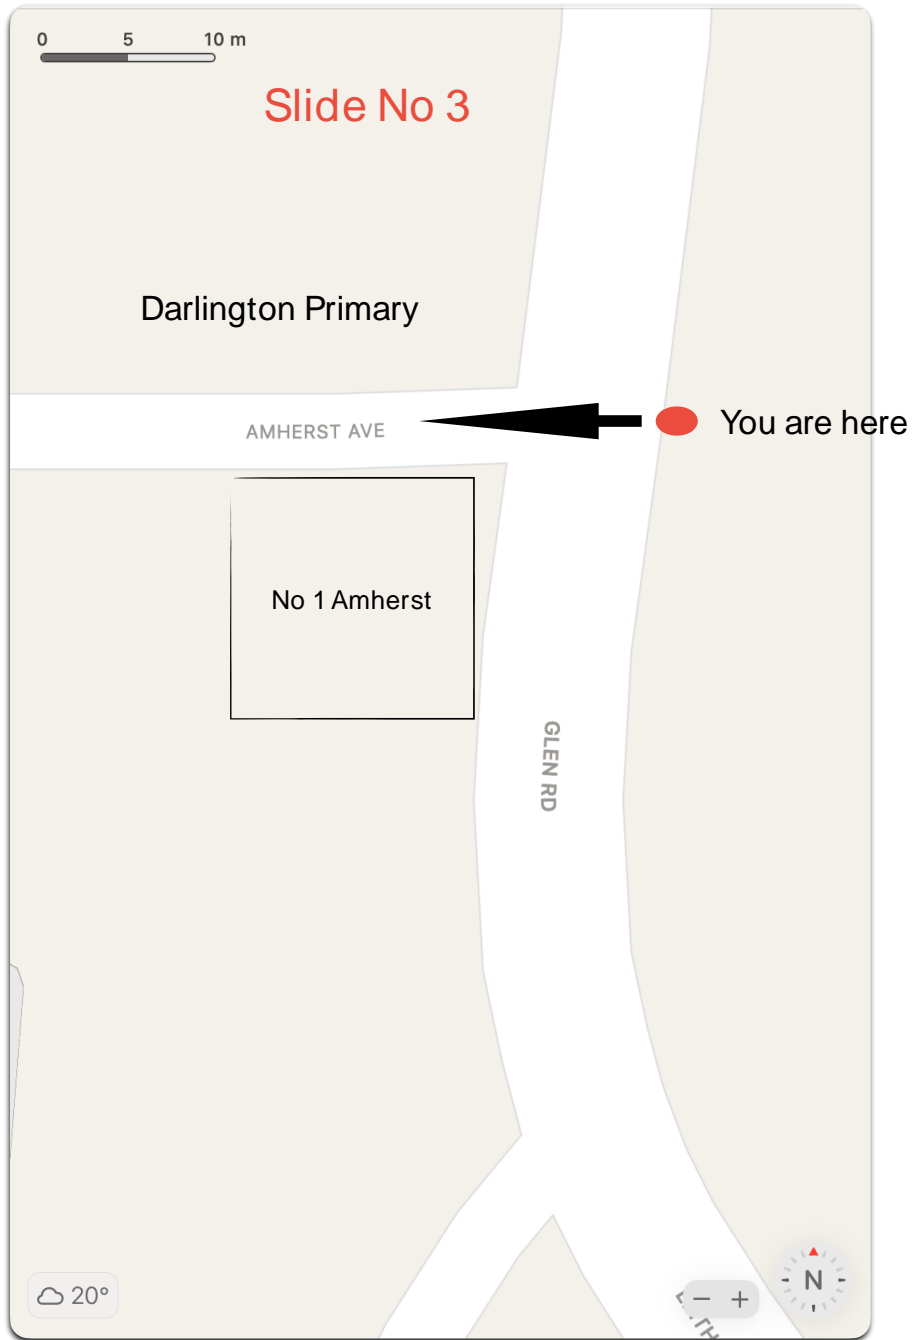 0 5 10 m
Slide No 3
Darlington Primary
AMHERST AVE
You are here
No 1 Amherst
GLEN RD
20°
− +
N